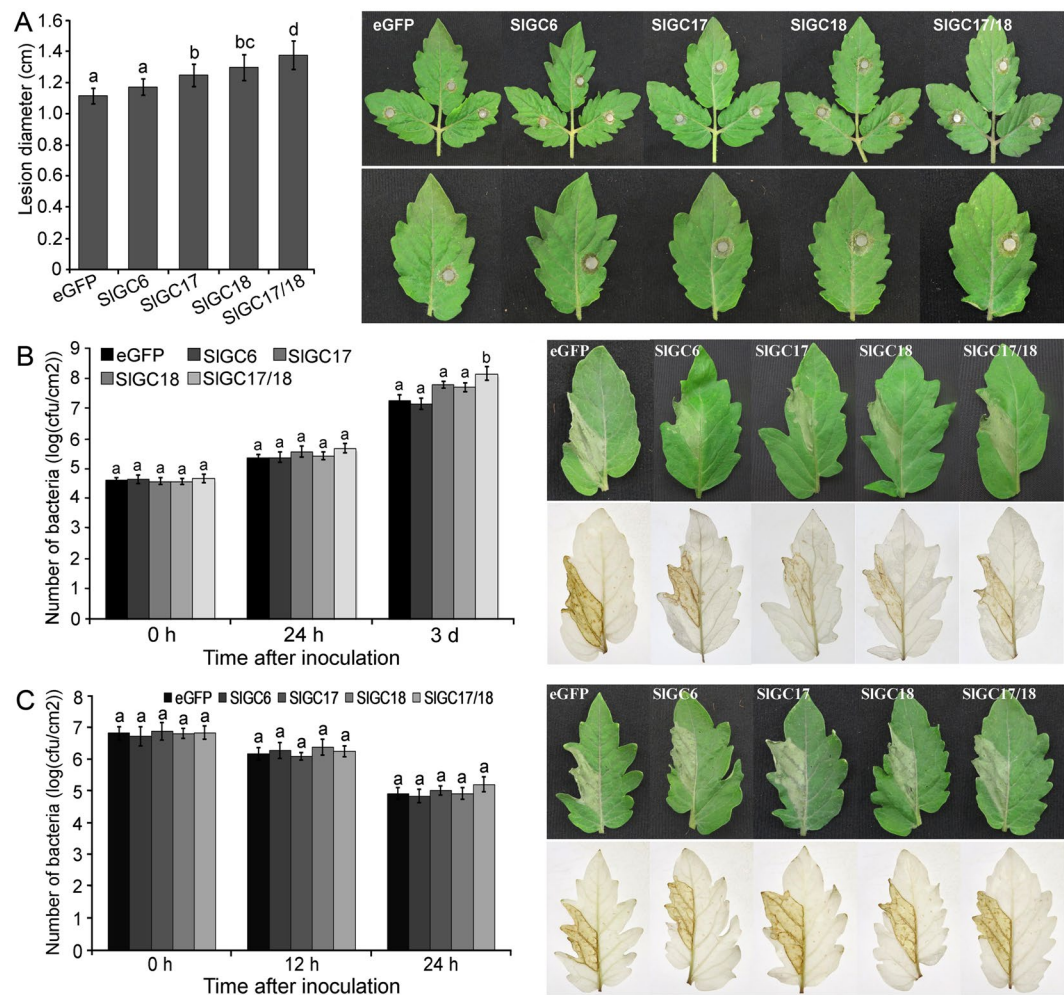 A
Lesion diameter (cm)
1.6
1.4
1.2
1.0
0.8
0.6
0.4
0.2
0
a
a
b
bc
d
eGFP
SlGC6
SlGC17
SlGC18
SlGC17/18
eGFP SlGC6 SlGC17 SlGC18 SlGC17/18
B
Number of bacteria (log(cfu/cm2))
9
8
7
6
5
4
3
2
1
0
eGFP SlGC6 SlGC17
SlGC18 SlGC17/18
a a a a a
a a a a a
a a a a b
0 h 24 h 3 d
Time after inoculation
eGFP SlGC6 SlGC17 SlGC18 SlGC17/18
C
Number of bacteria (log(cfu/cm2))
8
7
6
5
4
3
2
1
0
eGFP SlGC6 SlGC17 SlGC18 SlGC17/18
a a a a a
a a a a a
a a a a a
0 h 12 h 24 h
Time after inoculation
eGFP SlGC6 SlGC17 SlGC18 SlGC17/18